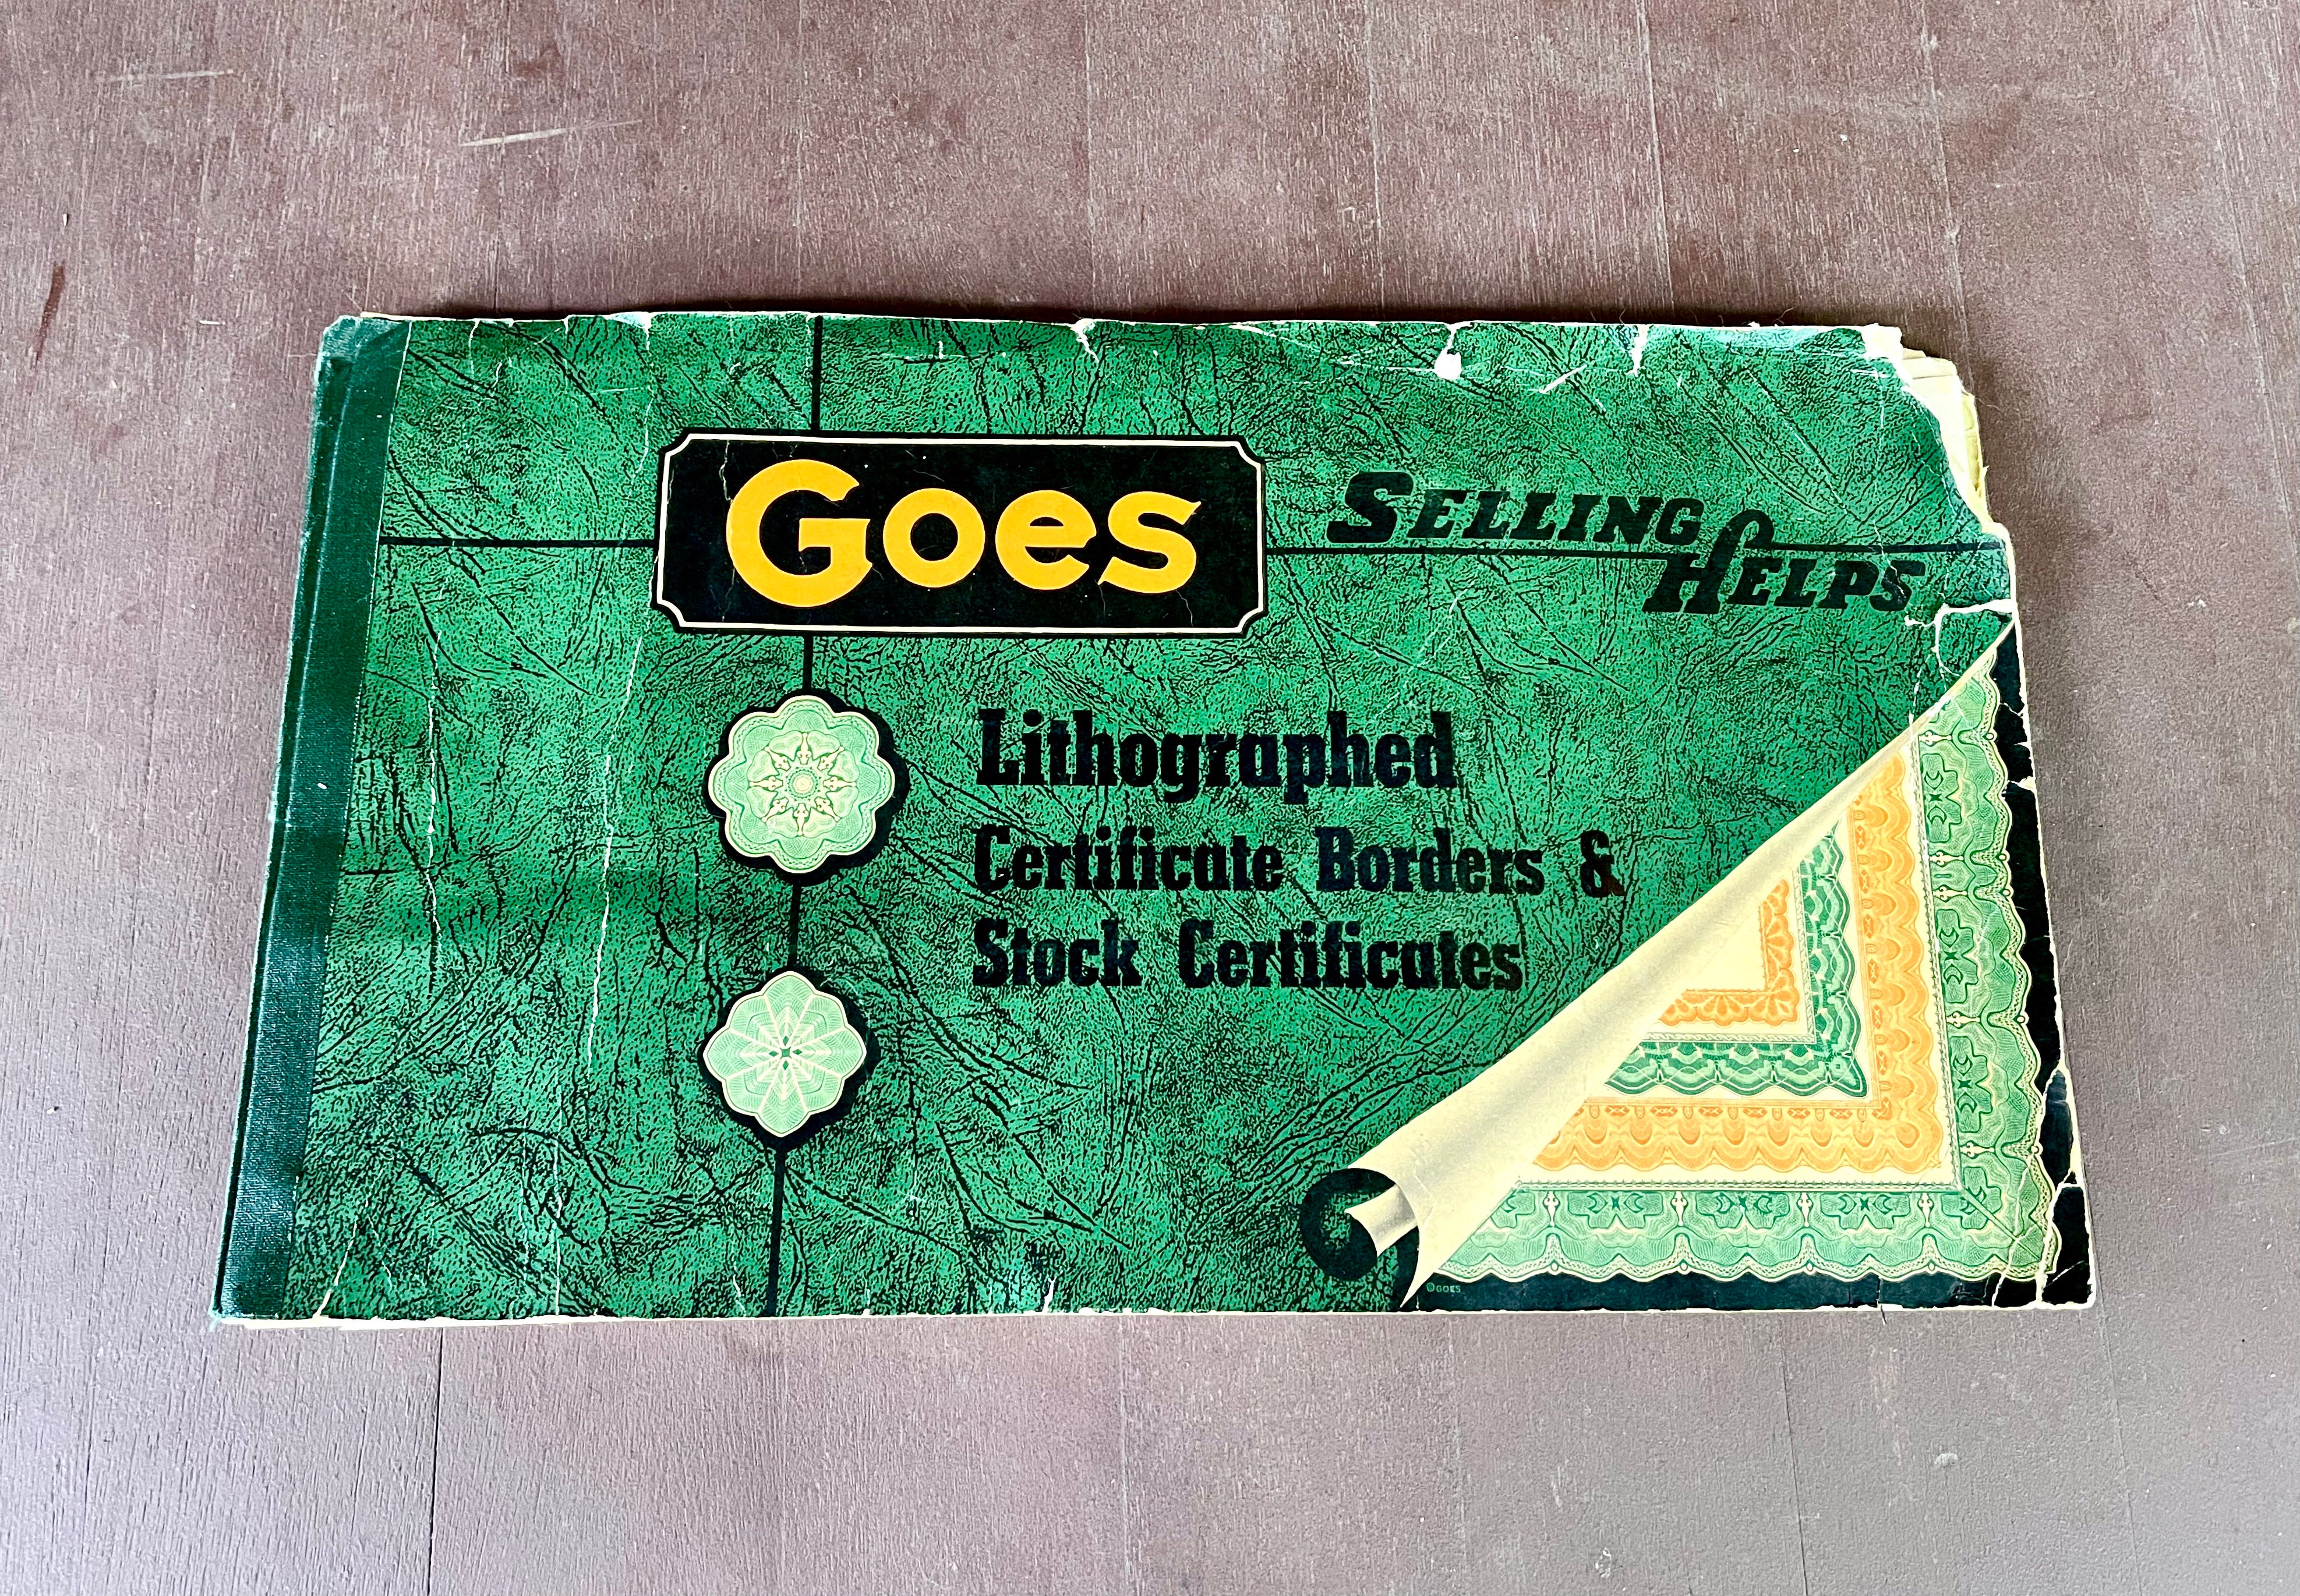 Goes
SELLING
HELPS
Lithographed
Certificate Borders &
Stock Certificates
©GOES